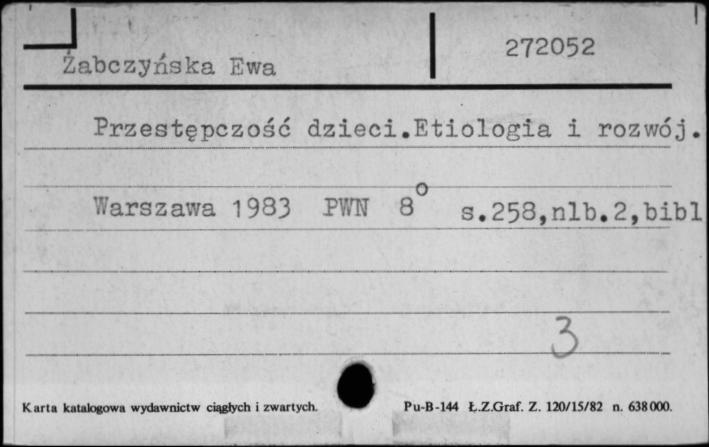 272052
Żabczyńska Ewa
Przestępczość dzieci.Etiologia i rozwój.
Warszawa 1983 PWN 8° s.258,nlb.2,bibl
3
Karta katalogowa wydawnictw ciągłych i zwartych. Pu-B-144 Ł.Z.Graf. Z. 120/15/82 n. 638000.